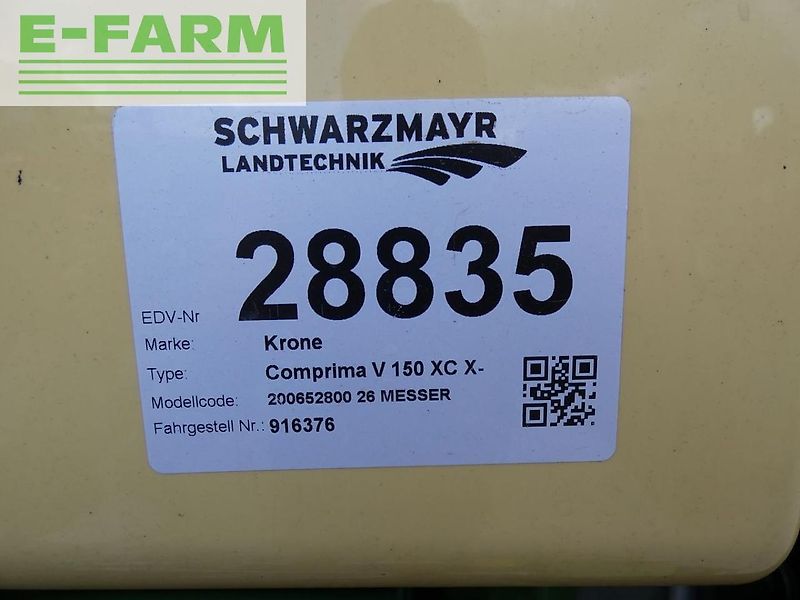 E-FARM
SCHWARZMAYR
LANDTECHNIK
EDV-Nr 28835
Marke: Krone
Type: Comprima V 150 XC X-
Modellcode: 200652800 26 MESSER
Fahrgestell Nr.: 916376